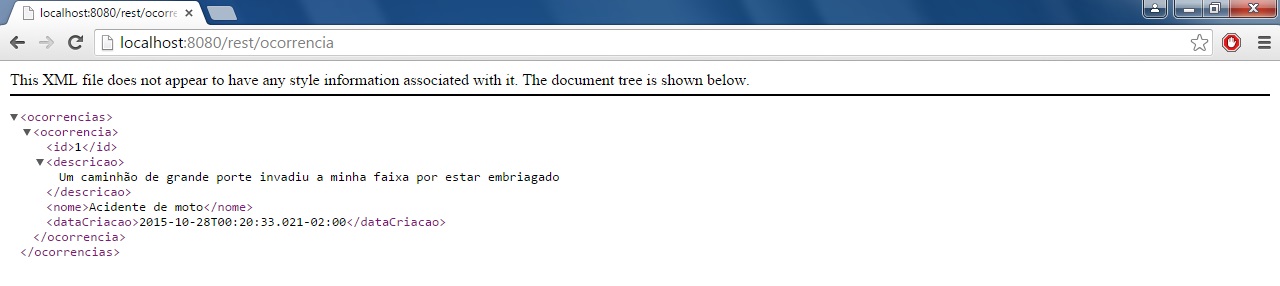 localhost:8080/rest/ocorre
localhost:8080/rest/ocorrencia
This XML file does not appear to have any style information associated with it. The document tree is shown below.
<ocorrencias>
<ocorrencia>
<id>1</id>
<descricao>
Um caminhão de grande porte invadiu a minha faixa por estar embriagado
</descricao>
<nome>Acidente de moto</nome>
<dataCriacao>2015-10-28T00:20:33.021-02:00</dataCriacao>
</ocorrencia>
</ocorrencias>